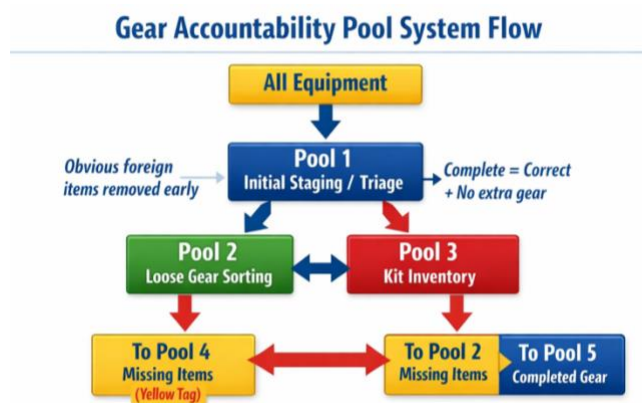 Gear Accountability Pool System Flow
All Equipment
Pool 1
Initial Staging / Triage
Obvious foreign
items removed early
Complete = Correct
+ No extra gear
Pool 2
Loose Gear Sorting
Pool 3
Kit Inventory
To Pool 4
Missing Items
(Yellow Tag)
To Pool 2
Missing Items
To Pool 5
Completed Gear